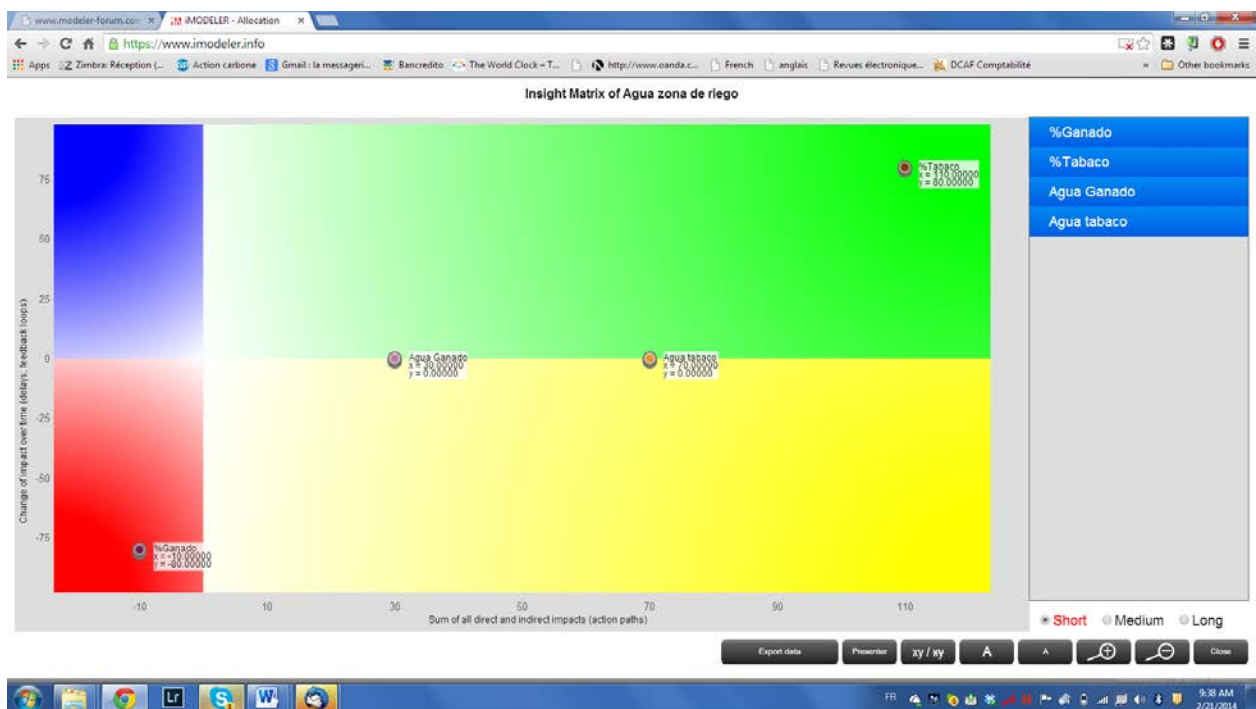 www.modeler-forum.com
iMODELER - Allocation
https://www.imodeler.info
Apps
Zimbra: Réception (...
Action carbone
Gmail : la messageri...
Bancredito
The World Clock – T...
http://www.oanda.c...
French
anglais
Revues électronique...
DCAF Comptabilité
»
Other bookmarks
Insight Matrix of Agua zona de riego
Change of impact over time (delays, feedback loops)
75
50
25
0
-25
-50
-75
%Tabaco
x = 110.00000
y = 80.00000
Agua Ganado
x = 30.00000
y = 0.00000
Agua tabaco
x = 70.00000
y = 0.00000
%Ganado
x = -10.00000
y = -80.00000
-10
10
30
50
70
90
110
Sum of all direct and indirect impacts (action paths)
%Ganado
%Tabaco
Agua Ganado
Agua tabaco
Short
Medium
Long
Export data
Presenter
xy / xy
A
A
Close
Lr
S
W
FR
9:38 AM
2/21/2014